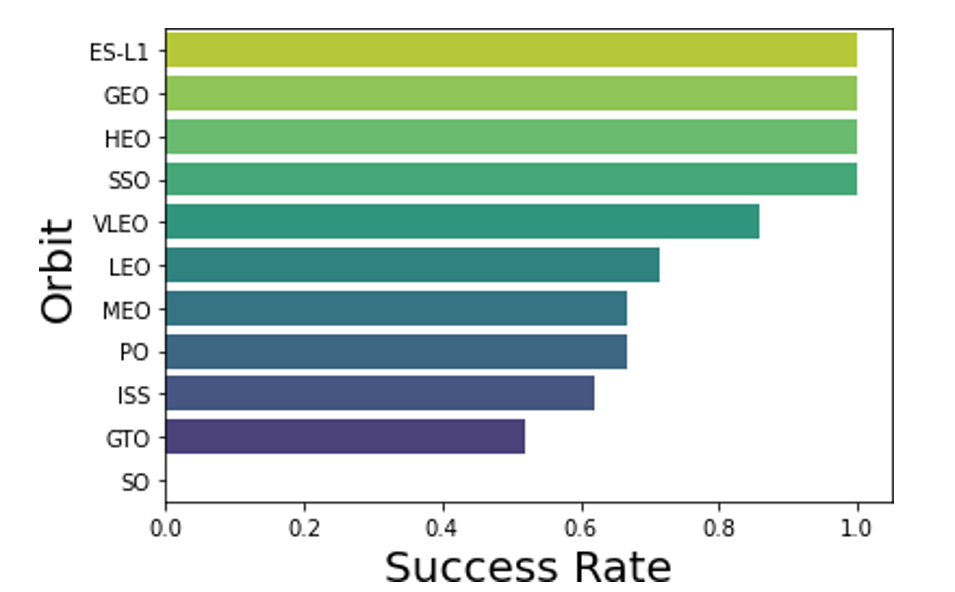 ES-L1
GEO
HEO
SSO
VLEO
LEO
MEO
PO
ISS
GTO
SO
Orbit
0.0 0.2 0.4 0.6 0.8 1.0
Success Rate